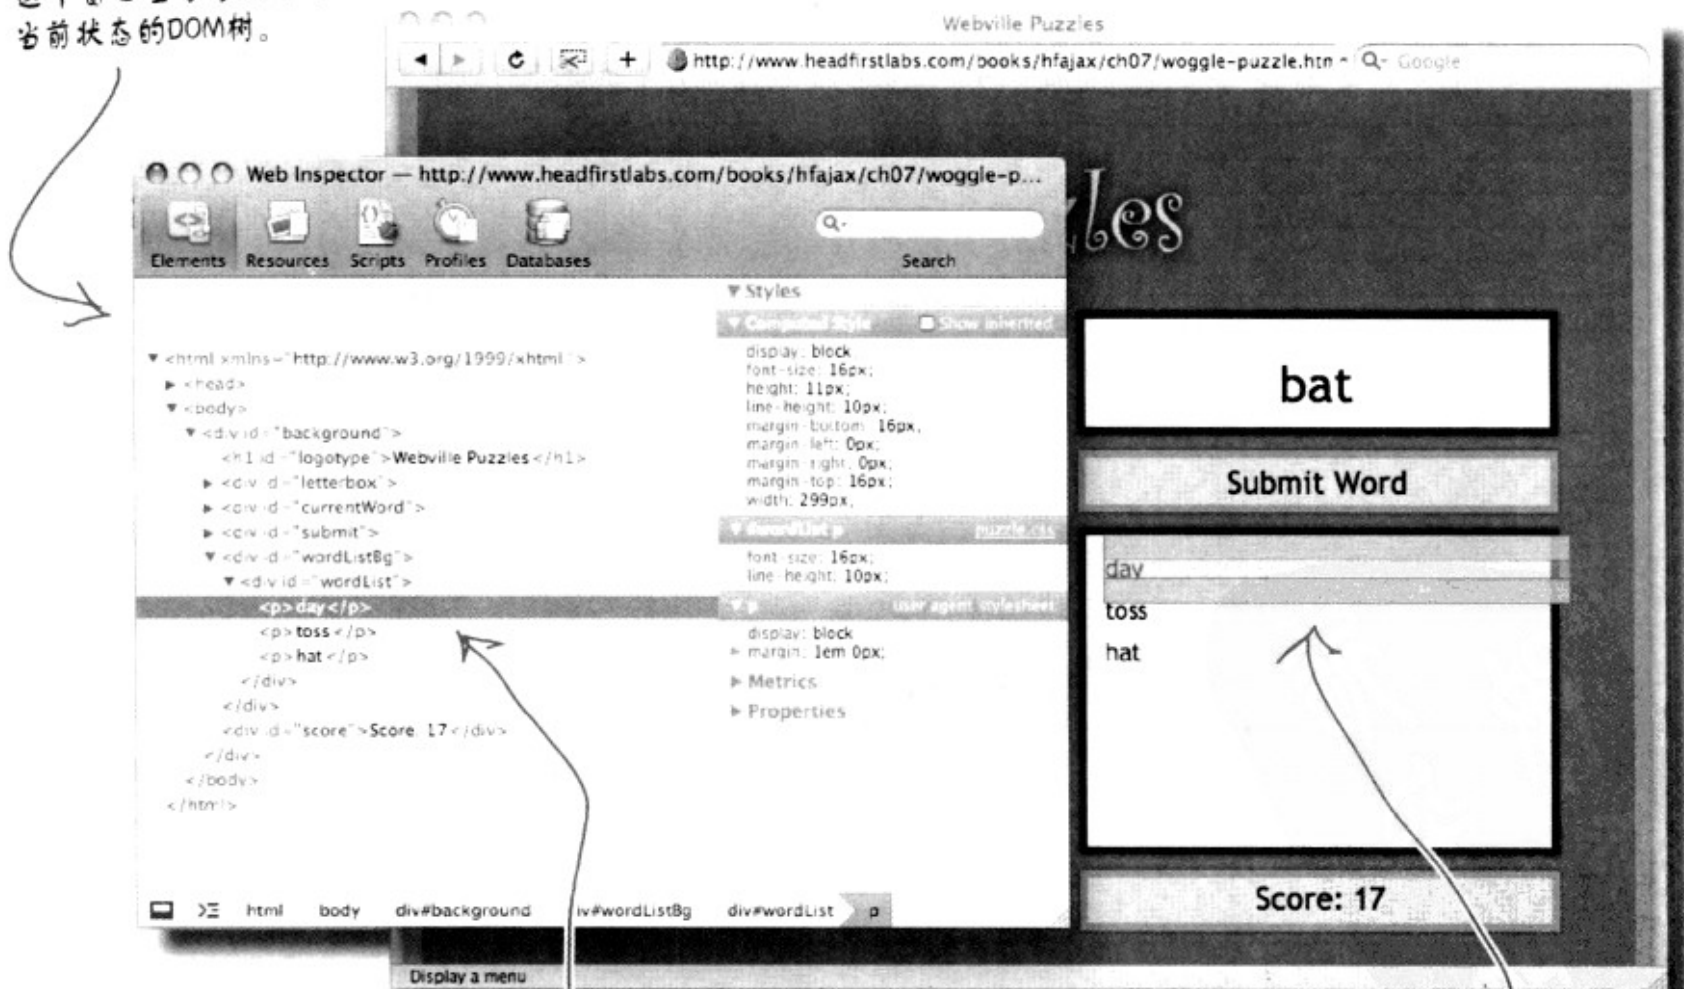 当前状态的DOM树。
Webville Puzzles
http://www.headfirstlabs.com/books/hfajax/ch07/woggle-puzzle.htm
Google
Web Inspector — http://www.headfirstlabs.com/books/hfajax/ch07/woggle-p...
Elements Resources Scripts Profiles Databases
Search
zles
▼ Styles
▼ Computed Style Show inherited
display: block
font-size: 16px;
height: 11px;
line-height: 10px;
margin-bottom: 16px;
margin-left: 0px;
margin-right: 0px;
margin-top: 16px;
width: 299px;
▼ #wordList p puzzle.css
font-size: 16px;
line-height: 10px;
▼ p user agent stylesheet
display: block
▶ margin: 1em 0px;
▶ Metrics
▶ Properties
▼ <html xmlns="http://www.w3.org/1999/xhtml">
▶ <head>
▼ <body>
▼ <div id="background">
<h1 id="logotype">Webville Puzzles</h1>
▶ <div id="letterbox">
▶ <div id="currentWord">
▶ <div id="submit">
▼ <div id="wordListBg">
▼ <div id="wordList">
<p>day</p>
<p>toss</p>
<p>hat</p>
</div>
</div>
<div id="score">Score: 17</div>
</div>
</body>
</html>
html body div#background iv#wordListBg div#wordList p
bat
Submit Word
day
toss
hat
Score: 17
Display a menu